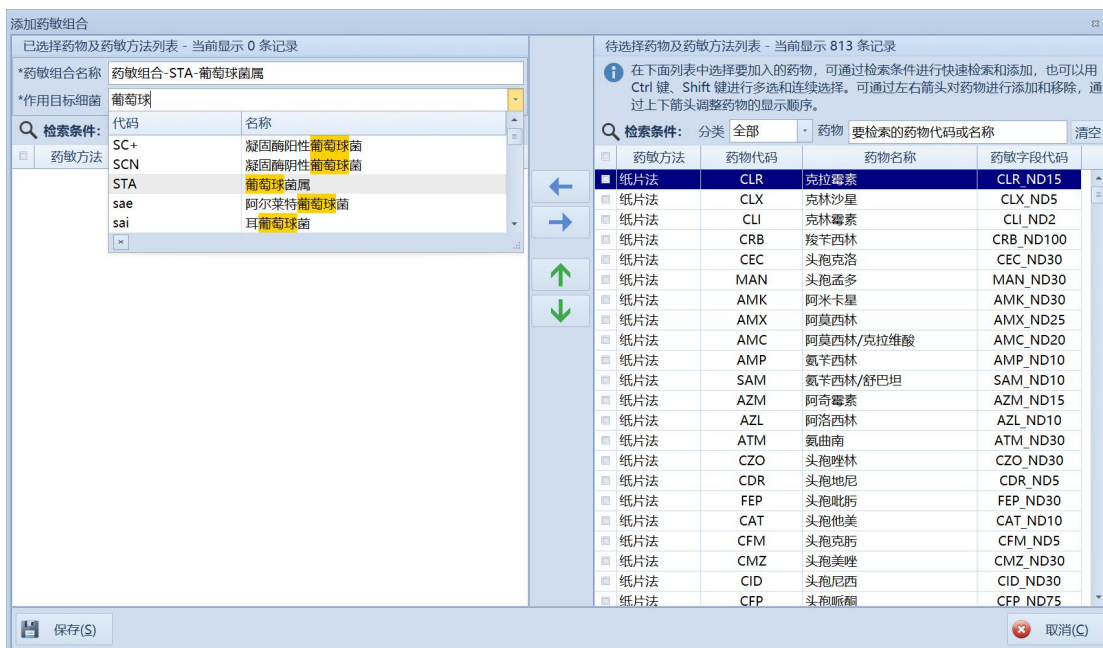 添加药敏组合
已选择药物及药敏方法列表 - 当前显示 0 条记录
*药敏组合名称 药敏组合-STA-葡萄球菌属
*作用目标细菌 葡萄球
检索条件:
药敏方法
代码 名称
SC+ 凝固酶阳性葡萄球菌
SCN 凝固酶阴性葡萄球菌
STA 葡萄球菌属
sae 阿尔莱特葡萄球菌
sai 耳葡萄球菌
待选择药物及药敏方法列表 - 当前显示 813 条记录
在下面列表中选择要加入的药物，可通过检索条件进行快速检索和添加，也可以用
Ctrl 键、Shift 键进行多选和连续选择。可通过左右箭头对药物进行添加和移除，通
过上下箭头调整药物的显示顺序。
检索条件: 分类 全部 药物 要检索的药物代码或名称 清空
药敏方法 药物代码 药物名称 药敏字段代码
纸片法 CLR 克拉霉素 CLR_ND15
纸片法 CLX 克林沙星 CLX_ND5
纸片法 CLI 克林霉素 CLI_ND2
纸片法 CRB 羧苄西林 CRB_ND100
纸片法 CEC 头孢克洛 CEC_ND30
纸片法 MAN 头孢孟多 MAN_ND30
纸片法 AMK 阿米卡星 AMK_ND30
纸片法 AMX 阿莫西林 AMX_ND25
纸片法 AMC 阿莫西林/克拉维酸 AMC_ND20
纸片法 AMP 氨苄西林 AMP_ND10
纸片法 SAM 氨苄西林/舒巴坦 SAM_ND10
纸片法 AZM 阿奇霉素 AZM_ND15
纸片法 AZL 阿洛西林 AZL_ND10
纸片法 ATM 氨曲南 ATM_ND30
纸片法 CZO 头孢唑林 CZO_ND30
纸片法 CDR 头孢地尼 CDR_ND5
纸片法 FEP 头孢吡肟 FEP_ND30
纸片法 CAT 头孢他美 CAT_ND10
纸片法 CFM 头孢克肟 CFM_ND5
纸片法 CMZ 头孢美唑 CMZ_ND30
纸片法 CID 头孢尼西 CID_ND30
纸片法 CFP 头孢哌酮 CFP_ND75
保存(S)
取消(C)